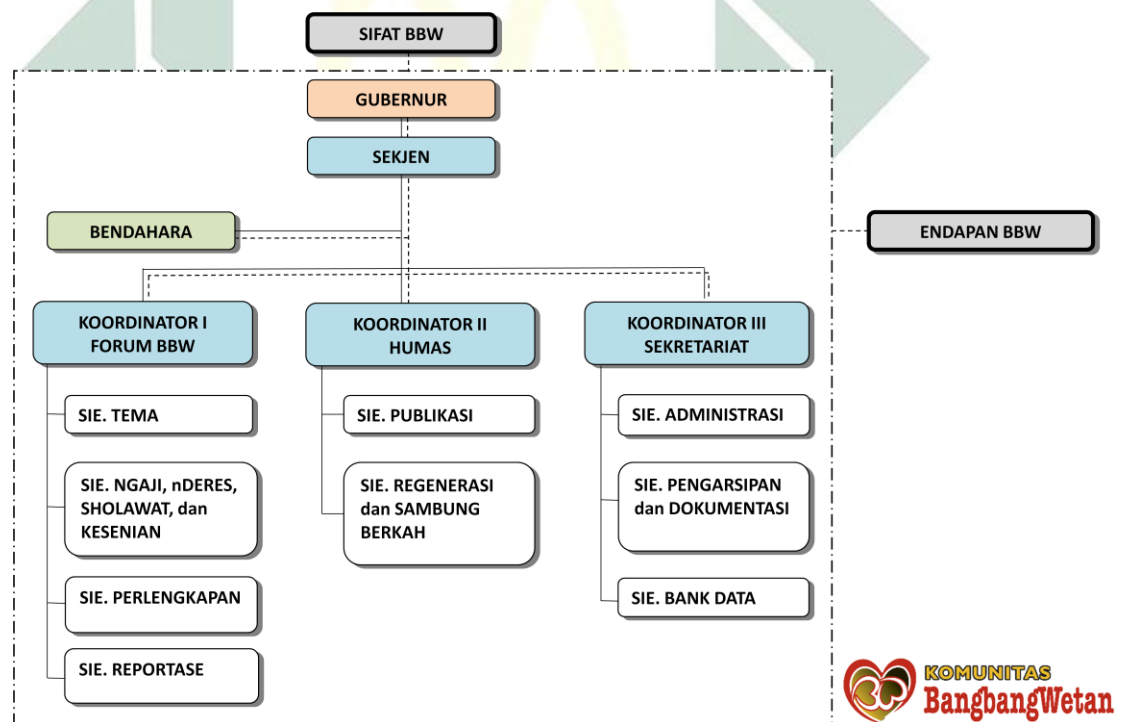 SIFAT BBW
GUBERNUR
SEKJEN
BENDAHARA
ENDAPAN BBW
KOORDINATOR I
FORUM BBW
KOORDINATOR II
HUMAS
KOORDINATOR III
SEKRETARIAT
SIE. TEMA
SIE. NGAJI, nDERES,
SHOLAWAT, dan
KESENIAN
SIE. PERLENGKAPAN
SIE. REPORTASE
SIE. PUBLIKASI
SIE. REGENERASI
dan SAMBUNG
BERKAH
SIE. ADMINISTRASI
SIE. PENGARSIPAN
dan DOKUMENTASI
SIE. BANK DATA
KOMUNITAS
BangbangWetan